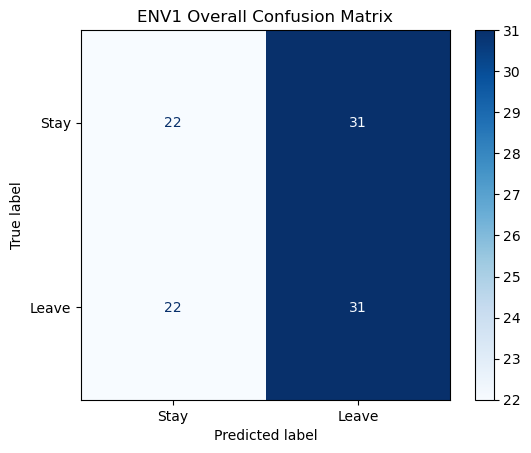 ENV1 Overall Confusion Matrix
True label
Stay
22
31
Leave
22
31
Stay
Leave
Predicted label
31
30
29
28
27
26
25
24
23
22